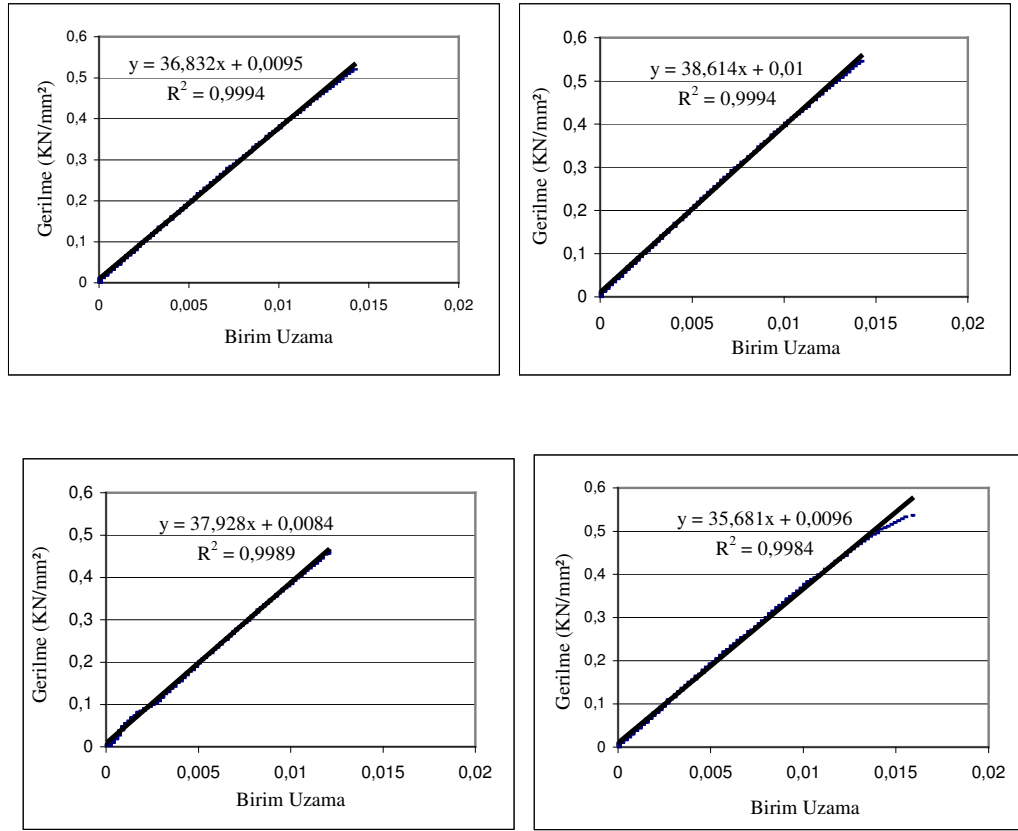 0,6
y = 36,832x + 0,0095
R² = 0,9994
0,5
0,4
0,3
0,2
0,1
0
0 0,005 0,01 0,015 0,02
Gerilme (KN/mm²)
Birim Uzama
0,6
y = 38,614x + 0,01
R² = 0,9994
0,5
0,4
0,3
0,2
0,1
0
0 0,005 0,01 0,015 0,02
Gerilme (KN/mm²)
Birim Uzama
0,6
y = 37,928x + 0,0084
R² = 0,9989
0,5
0,4
0,3
0,2
0,1
0
0 0,005 0,01 0,015 0,02
Gerilme (KN/mm²)
Birim Uzama
0,6
y = 35,681x + 0,0096
R² = 0,9984
0,5
0,4
0,3
0,2
0,1
0
0 0,005 0,01 0,015 0,02
Gerilme (KN/mm²)
Birim Uzama